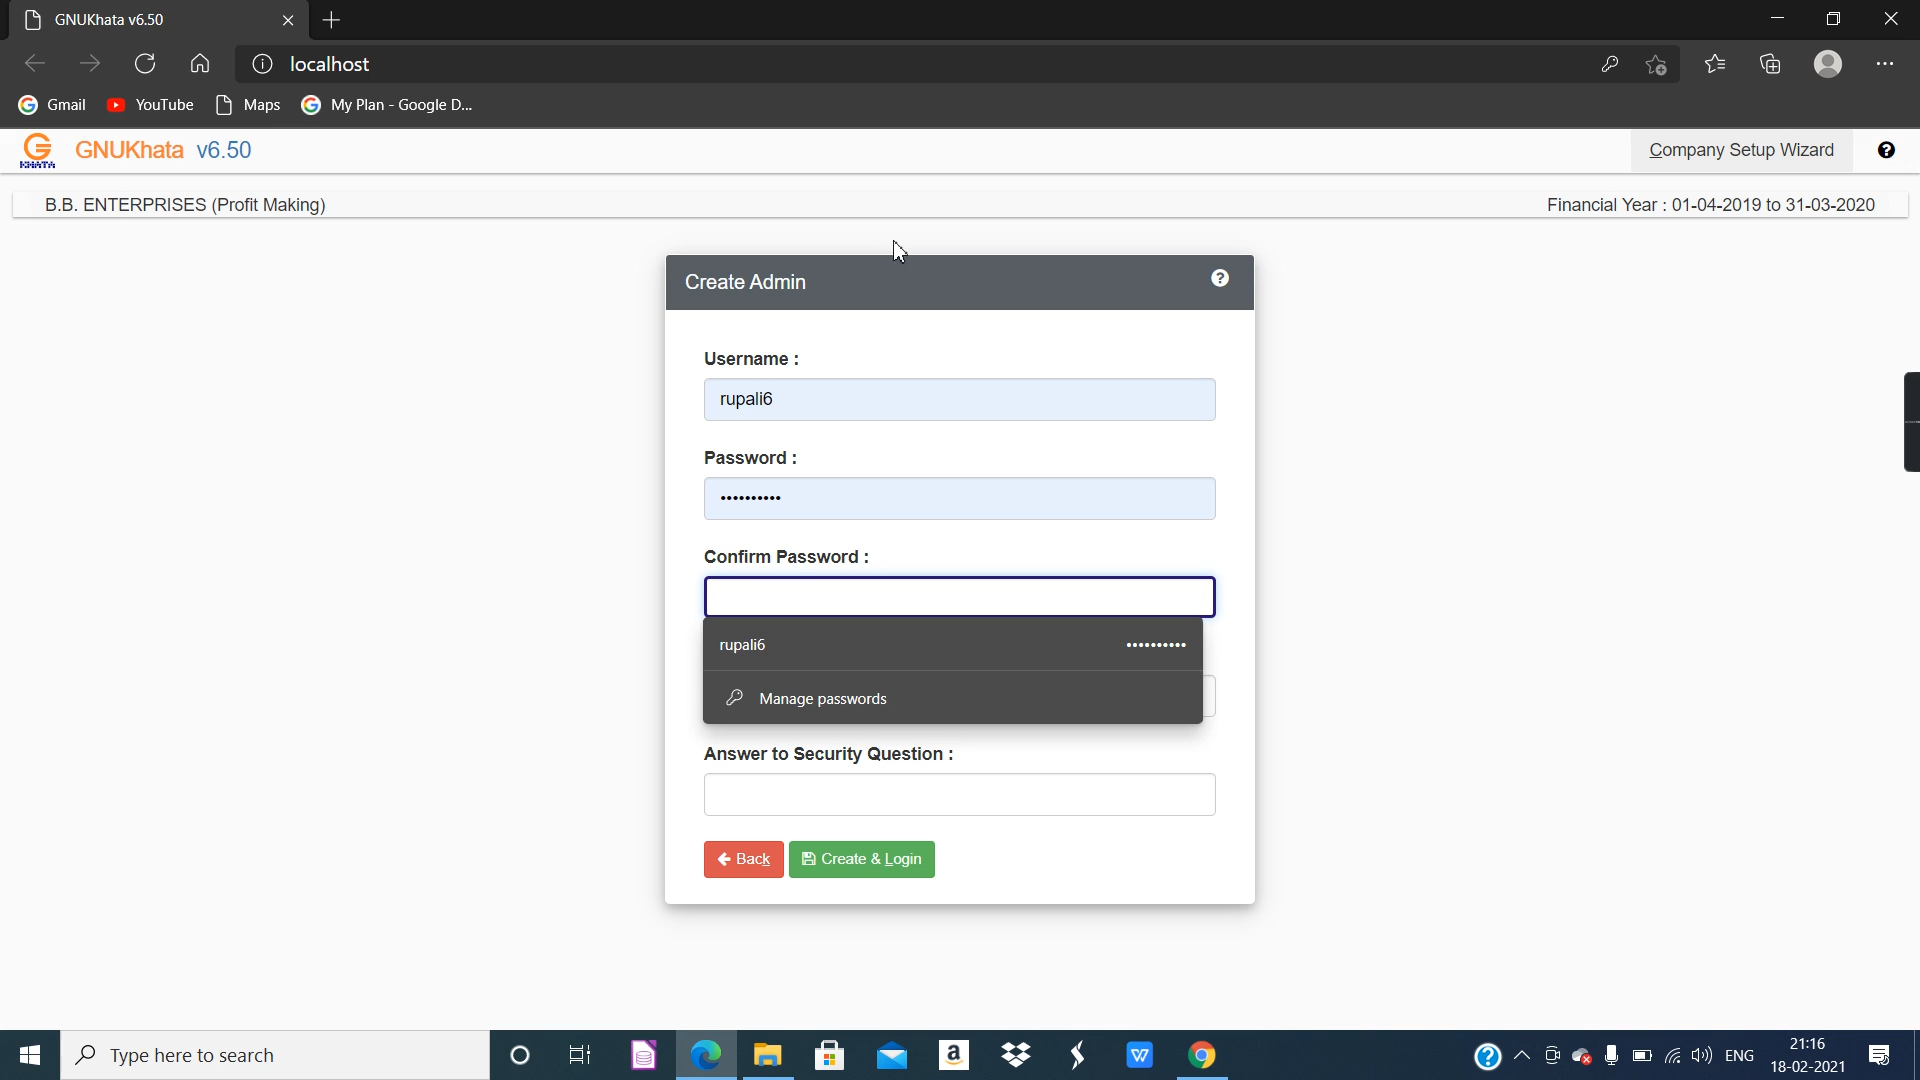 GNUKhata v6.50
localhost
Gmail
YouTube
Maps
My Plan - Google D...
KHATA
GNUKhata v6.50
Company Setup Wizard
B.B. ENTERPRISES (Profit Making)
Financial Year : 01-04-2019 to 31-03-2020
Create Admin
Username :
rupali6
Password :
••••••••••
Confirm Password :
rupali6 ••••••••••
Manage passwords
Answer to Security Question :
Back
Create & Login
Type here to search
ENG
21:16
18-02-2021